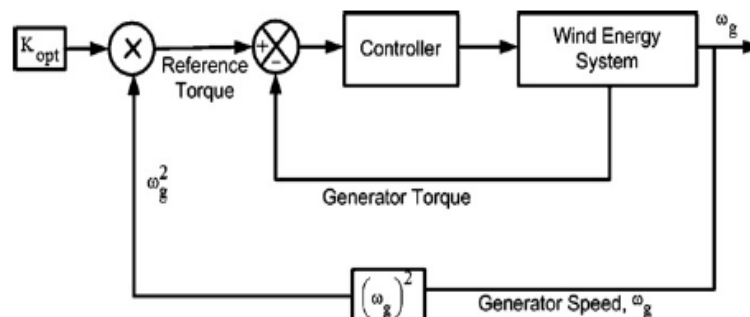 K_opt
×
Reference
Torque
+
-
Controller
Wind Energy
System
ω_g
ω_g^2
Generator Torque
(ω_g)^2
Generator Speed, ω_g